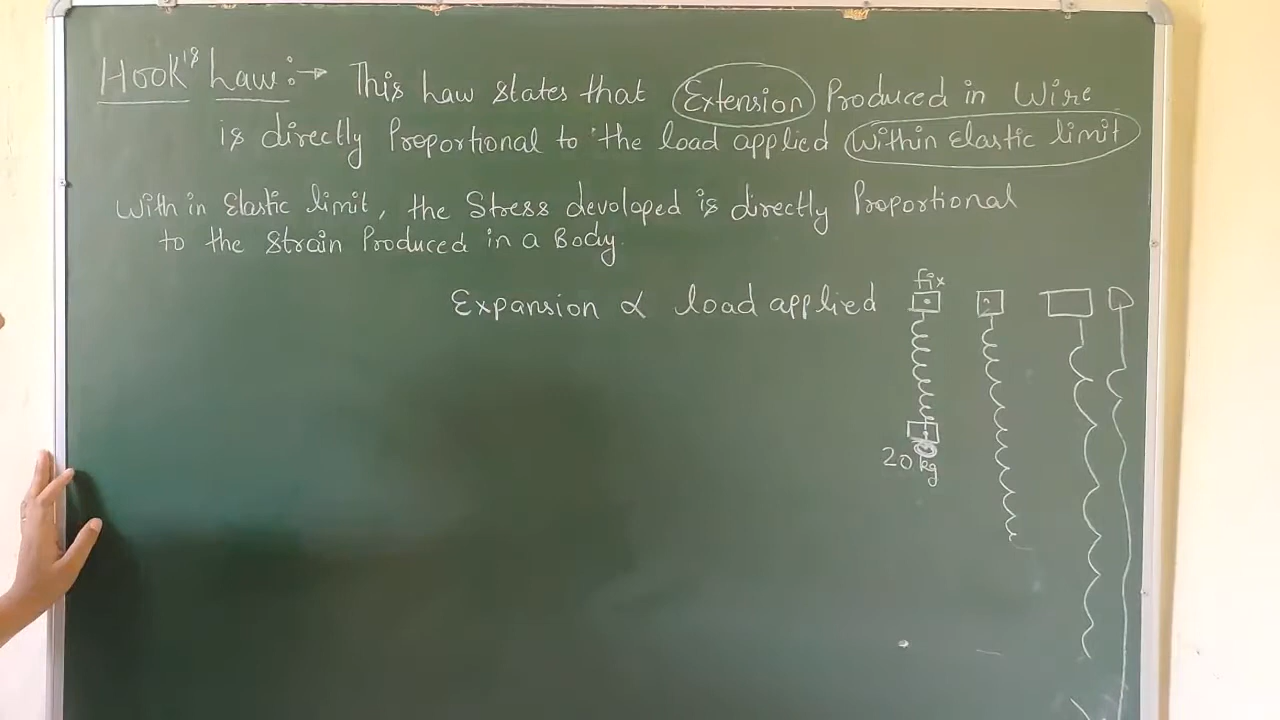 Hook's Law :→ This Law states that Extension Produced in Wire
is directly Proportional to the load applied within elastic limit
With in Elastic limit, the Stress devoloped is directly Proportional
to the Strain Produced in a Body.
Expansion ∝ load applied
fix
20 kg